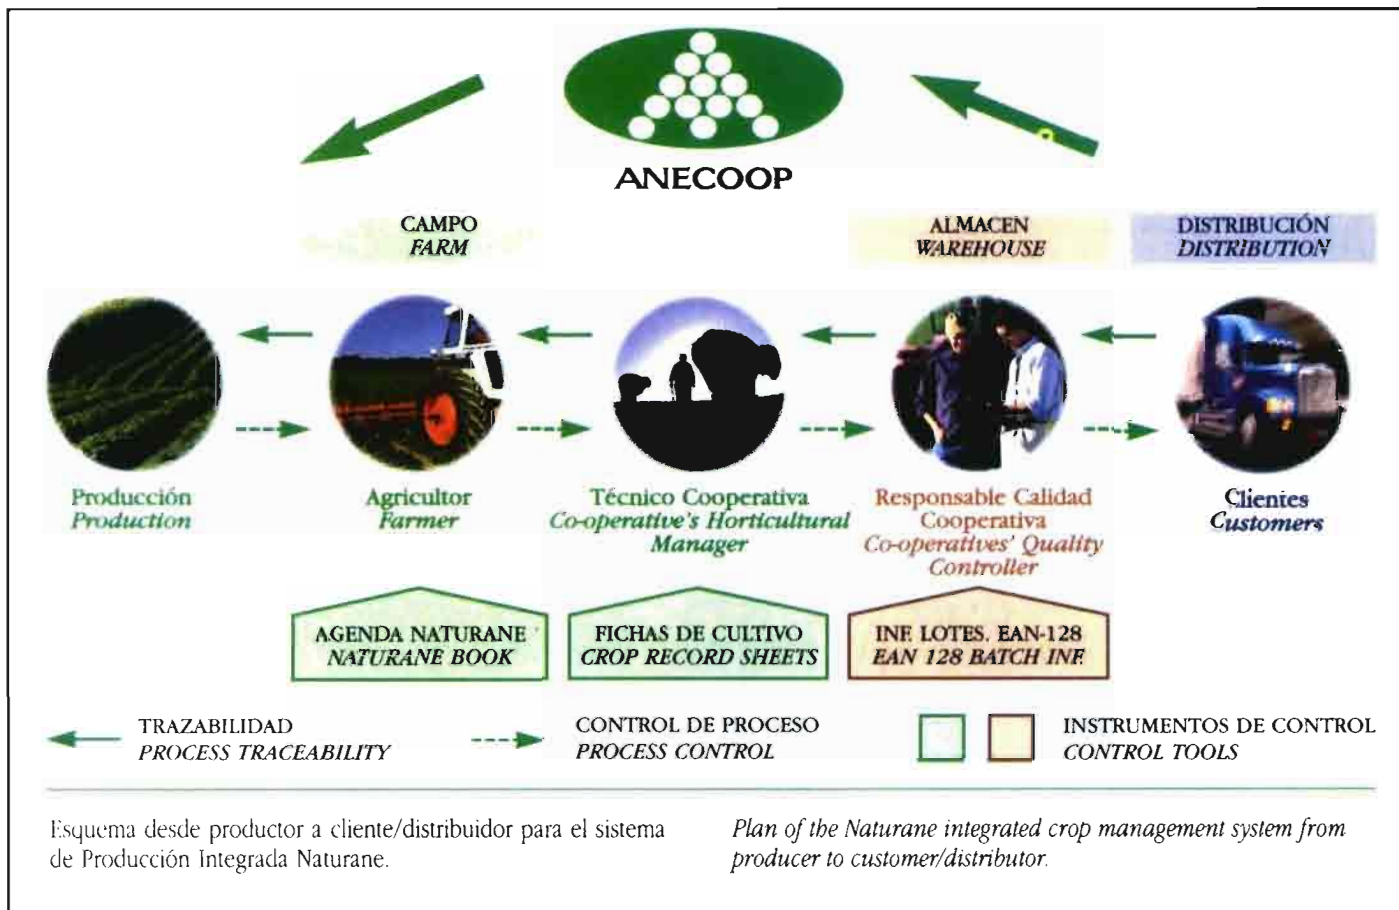 ANECOOP
CAMPO
FARM
ALMACEN
WAREHOUSE
DISTRIBUCIÓN
DISTRIBUTION
Producción
Production
Agricultor
Farmer
Técnico Cooperativa
Co-operative's Horticultural
Manager
Responsable Calidad
Cooperativa
Co-operatives' Quality
Controller
Clientes
Customers
AGENDA NATURANE
NATURANE BOOK
FICHAS DE CULTIVO
CROP RECORD SHEETS
INF. LOTES. EAN-128
EAN 128 BATCH INF.
TRAZABILIDAD
PROCESS TRACEABILITY
CONTROL DE PROCESO
PROCESS CONTROL
INSTRUMENTOS DE CONTROL
CONTROL TOOLS
Esquema desde productor a cliente/distribuidor para el sistema
de Producción Integrada Naturane.
Plan of the Naturane integrated crop management system from
producer to customer/distributor.